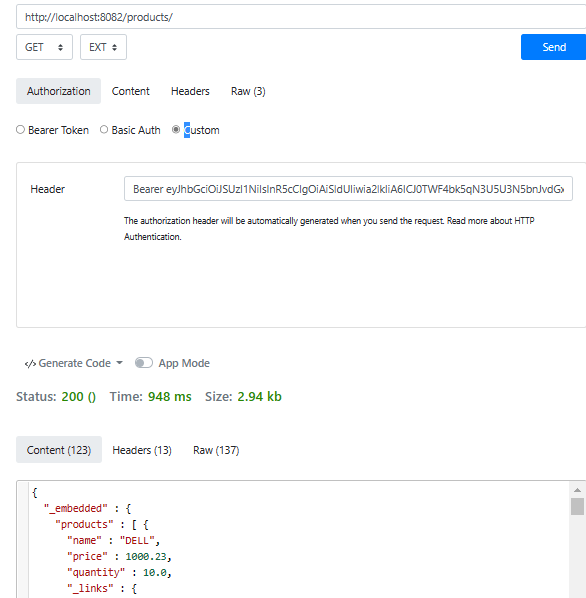 http://localhost:8082/products/
GET EXT Send
Authorization Content Headers Raw (3)
Bearer Token Basic Auth Custom
Header Bearer
The authorization header will be automatically generated when you send the request. Read more about HTTP
Authentication.
</> Generate Code App Mode
Status: 200 () Time: 948 ms Size: 2.94 kb
Content (123) Headers (13) Raw (137)
{
"_embedded" : {
"products" : [ {
"name" : "DELL",
"price" : 1000.23,
"quantity" : 10.0,
"_links" : {